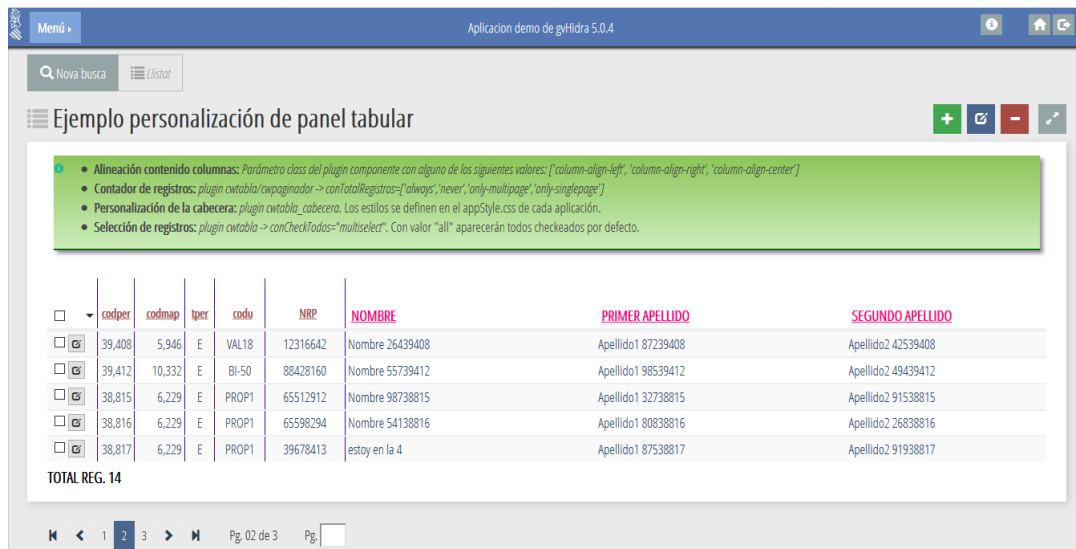 Menú
Aplicacion demo de gvHidra 5.0.4
Nova busca Llistat
Ejemplo personalización de panel tabular
Alineación contenido columnas: Parámetro class del plugin componente con alguno de los siguientes valores: ['column-align-left', 'column-align-right', 'column-align-center']
Contador de registros: plugin cwtabla/cwpaginador -> conTotalRegistros=['always','never','only-multipage','only-singlepage']
Personalización de la cabecera: plugin cwtabla_cabecera. Los estilos se definen en el appStyle.css de cada aplicación.
Selección de registros: plugin cwtabla -> conCheckTodos="multiselect". Con valor "all" aparecerán todos checkeados por defecto.
codper codmap tper codu NRP NOMBRE PRIMER APELLIDO SEGUNDO APELLIDO
39,408 5,946 E VAL18 12316642 Nombre 26439408 Apellido1 87239408 Apellido2 42539408
39,412 10,332 E BI-50 88428160 Nombre 55739412 Apellido1 98539412 Apellido2 49439412
38,815 6,229 E PROP1 65512912 Nombre 98738815 Apellido1 32738815 Apellido2 91538815
38,816 6,229 E PROP1 65598294 Nombre 54138816 Apellido1 80838816 Apellido2 26838816
38,817 6,229 E PROP1 39678413 estoy en la 4 Apellido1 87538817 Apellido2 91938817
TOTAL REG. 14
1 2 3 Pg. 02 de 3 Pg.